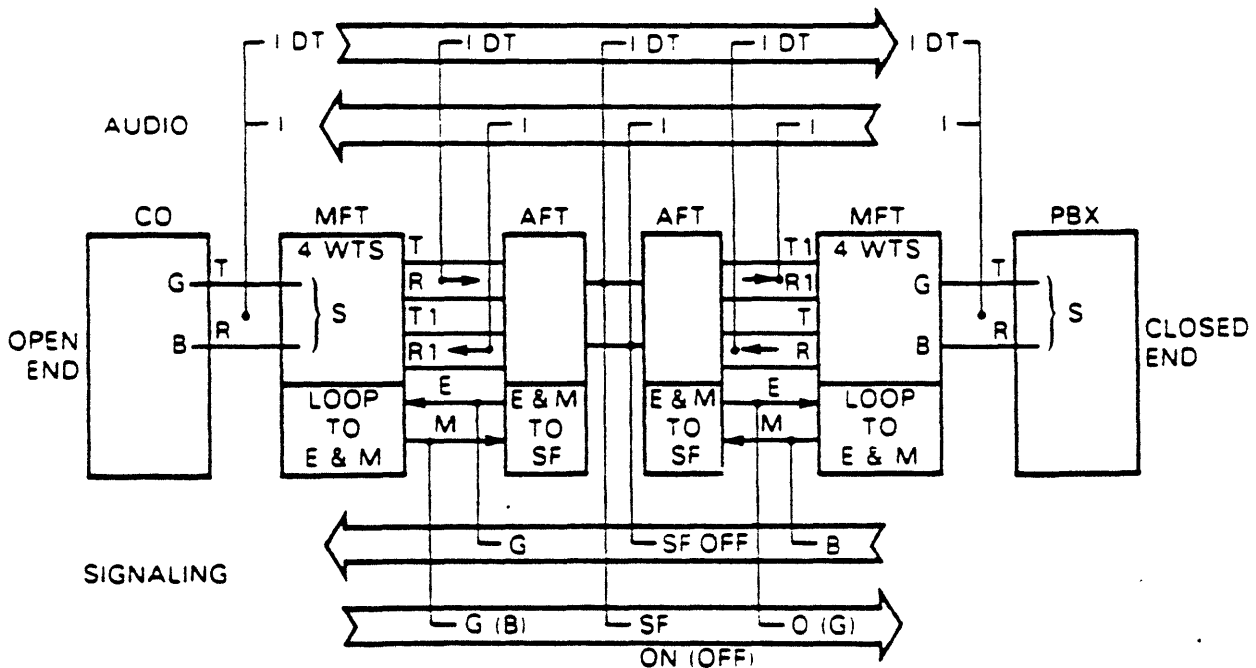 I DT I DT I DT I DT I DT
AUDIO I I I I I
CO MFT AFT AFT MFT PBX
4 WTS T T1 4 WTS
G T R R1 G T
S T1 T S
B R R1 R B R
OPEN END
CLOSED END
E E
M M
LOOP TO E & M
E & M TO SF
E & M TO SF
LOOP TO E & M
G SF OFF B
SIGNALING
G (B) SF O (G)
ON (OFF)